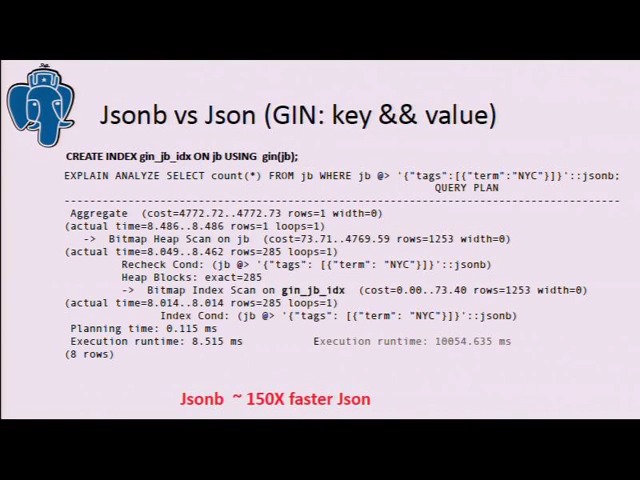 Jsonb vs Json (GIN: key && value)
CREATE INDEX gin_jb_idx ON jb USING gin(jb);
EXPLAIN ANALYZE SELECT count(*) FROM jb WHERE jb @> '{"tags":[{"term":"NYC"}]}'::jsonb;
QUERY PLAN
--------------------------------------------------------------------------------
Aggregate (cost=4772.72..4772.73 rows=1 width=0)
(actual time=8.486..8.486 rows=1 loops=1)
-> Bitmap Heap Scan on jb (cost=73.71..4769.59 rows=1253 width=0)
(actual time=8.049..8.462 rows=285 loops=1)
Recheck Cond: (jb @> '{"tags": [{"term": "NYC"}]}'::jsonb)
Heap Blocks: exact=285
-> Bitmap Index Scan on gin_jb_idx (cost=0.00..73.40 rows=1253 width=0)
(actual time=8.014..8.014 rows=285 loops=1)
Index Cond: (jb @> '{"tags": [{"term": "NYC"}]}'::jsonb)
Planning time: 0.115 ms
Execution runtime: 8.515 ms Execution runtime: 10054.635 ms
(8 rows)
Jsonb ~ 150X faster Json